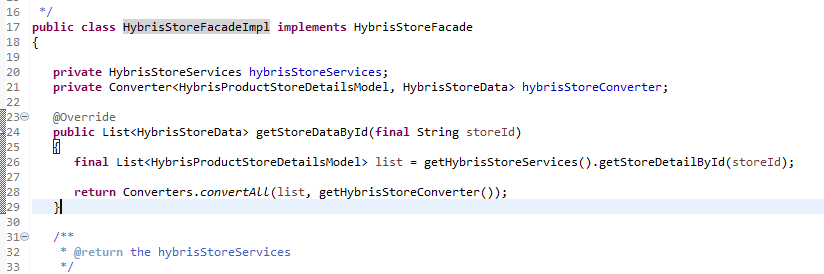 16 */
17 public class HybrisStoreFacadeImpl implements HybrisStoreFacade
18 {
19
20 private HybrisStoreServices hybrisStoreServices;
21 private Converter<HybrisProductStoreDetailsModel, HybrisStoreData> hybrisStoreConverter;
22
23 @Override
24 public List<HybrisStoreData> getStoreDataById(final String storeId)
25 {
26 final List<HybrisProductStoreDetailsModel> list = getHybrisStoreServices().getStoreDetailById(storeId);
27
28 return Converters.convertAll(list, getHybrisStoreConverter());
29 }
30
31 /**
32 * @return the hybrisStoreServices
33 */